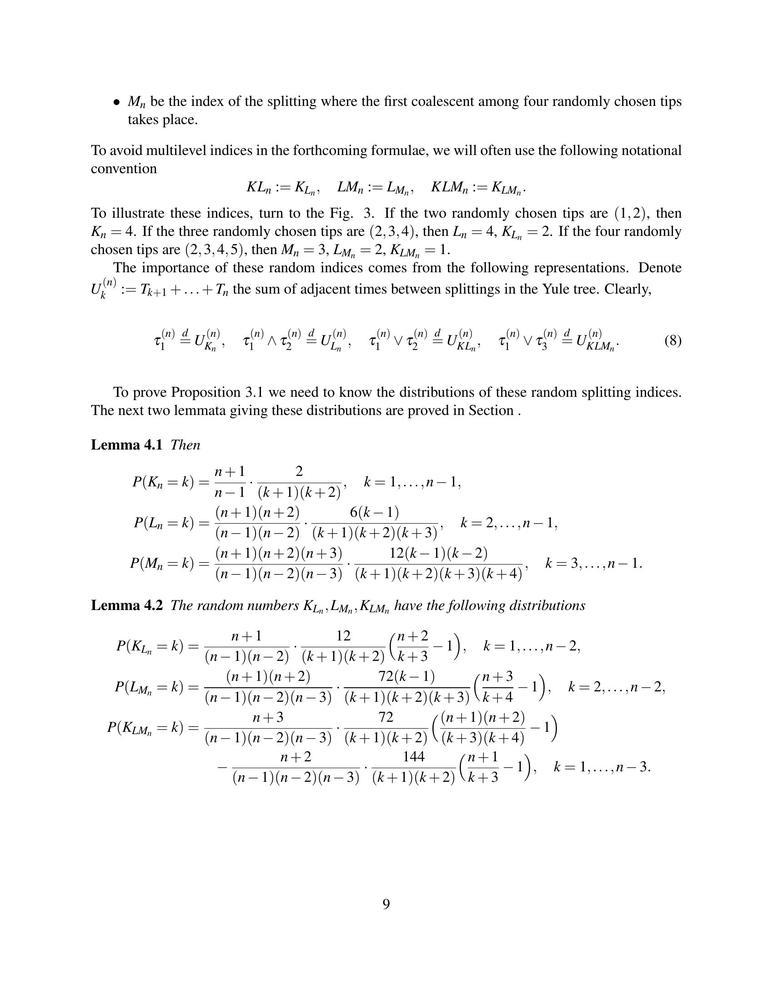 • Mₙ be the index of the splitting where the first coalescent among four randomly chosen tips
takes place.
To avoid multilevel indices in the forthcoming formulae, we will often use the following notational
convention
$KL_n := K_{L_n}, \quad LM_n := L_{M_n}, \quad KLM_n := K_{LM_n}.$
To illustrate these indices, turn to the Fig. 3. If the two randomly chosen tips are (1,2), then
$K_n = 4$. If the three randomly chosen tips are (2,3,4), then $L_n = 4$, $K_{L_n} = 2$. If the four randomly
chosen tips are (2,3,4,5), then $M_n = 3$, $L_{M_n} = 2$, $K_{LM_n} = 1$.
The importance of these random indices comes from the following representations. Denote
$U_k^{(n)} := T_{k+1} + \ldots + T_n$ the sum of adjacent times between splittings in the Yule tree. Clearly,
$\tau_1^{(n)} \stackrel{d}{=} U_{K_n}^{(n)}, \quad \tau_1^{(n)} \wedge \tau_2^{(n)} \stackrel{d}{=} U_{L_n}^{(n)}, \quad \tau_1^{(n)} \vee \tau_2^{(n)} \stackrel{d}{=} U_{KL_n}^{(n)}, \quad \tau_1^{(n)} \vee \tau_3^{(n)} \stackrel{d}{=} U_{KLM_n}^{(n)}.$ (8)
To prove Proposition 3.1 we need to know the distributions of these random splitting indices.
The next two lemmata giving these distributions are proved in Section .
Lemma 4.1 Then
$P(K_n = k) = \frac{n+1}{n-1} \cdot \frac{2}{(k+1)(k+2)}, \quad k = 1, \ldots, n-1,$
$P(L_n = k) = \frac{(n+1)(n+2)}{(n-1)(n-2)} \cdot \frac{6(k-1)}{(k+1)(k+2)(k+3)}, \quad k = 2, \ldots, n-1,$
$P(M_n = k) = \frac{(n+1)(n+2)(n+3)}{(n-1)(n-2)(n-3)} \cdot \frac{12(k-1)(k-2)}{(k+1)(k+2)(k+3)(k+4)}, \quad k = 3, \ldots, n-1.$
Lemma 4.2 The random numbers $K_{L_n}, L_{M_n}, K_{LM_n}$ have the following distributions
$P(K_{L_n} = k) = \frac{n+1}{(n-1)(n-2)} \cdot \frac{12}{(k+1)(k+2)} \left( \frac{n+2}{k+3} - 1 \right), \quad k = 1, \ldots, n-2,$
$P(L_{M_n} = k) = \frac{(n+1)(n+2)}{(n-1)(n-2)(n-3)} \cdot \frac{72(k-1)}{(k+1)(k+2)(k+3)} \left( \frac{n+3}{k+4} - 1 \right), \quad k = 2, \ldots, n-2,$
$P(K_{LM_n} = k) = \frac{n+3}{(n-1)(n-2)(n-3)} \cdot \frac{72}{(k+1)(k+2)} \left( \frac{(n+1)(n+2)}{(k+3)(k+4)} - 1 \right)$
$- \frac{n+2}{(n-1)(n-2)(n-3)} \cdot \frac{144}{(k+1)(k+2)} \left( \frac{n+1}{k+3} - 1 \right), \quad k = 1, \ldots, n-3.$
9